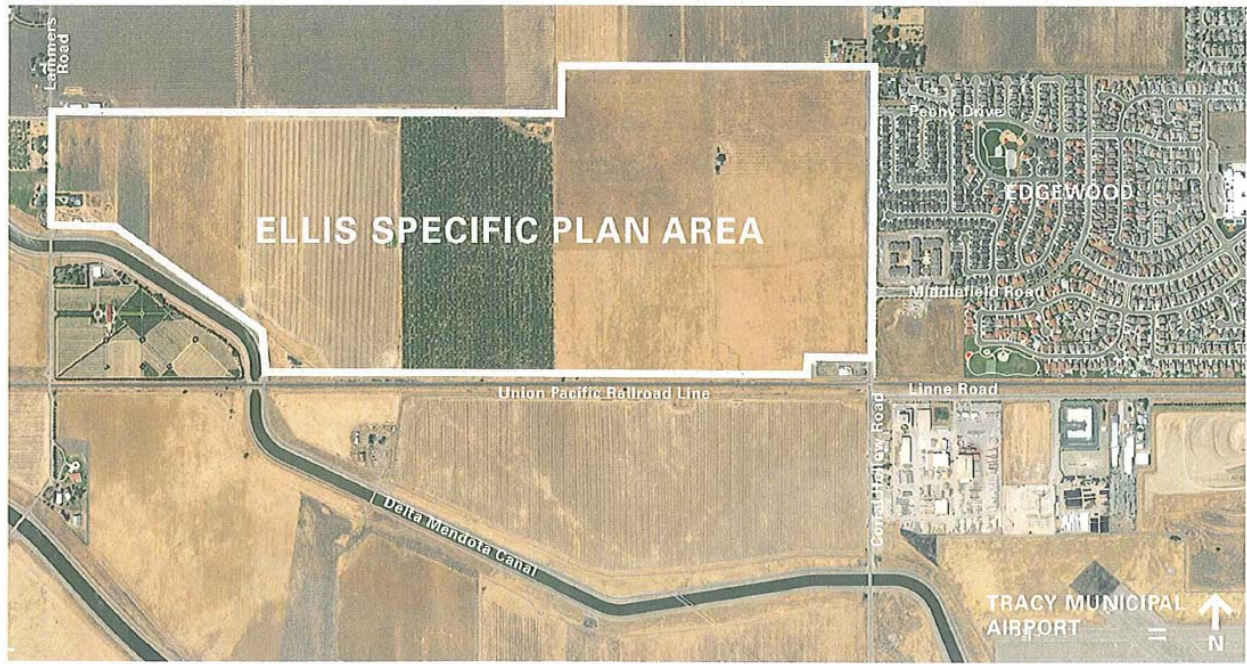 Lammers
Road
Peony Drive
EDGEWOOD
ELLIS SPECIFIC PLAN AREA
Middlefield Road
Union Pacific Railroad Line
Linne Road
Corral Hollow Road
Delta Mendota Canal
TRACY MUNICIPAL
AIRPORT
N